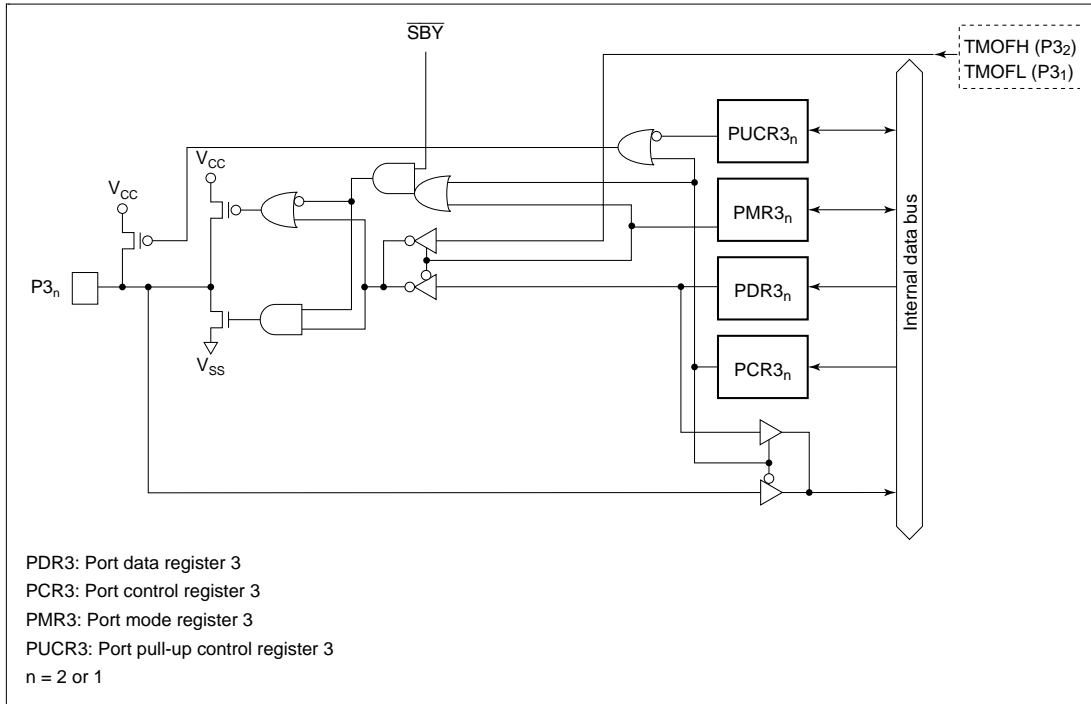 SBY
TMOFH (P32)
TMOFL (P31)
PUCR3n
VCC
VCC
PMR3n
P3n
PDR3n
Internal data bus
VSS
PCR3n
PDR3: Port data register 3
PCR3: Port control register 3
PMR3: Port mode register 3
PUCR3: Port pull-up control register 3
n = 2 or 1